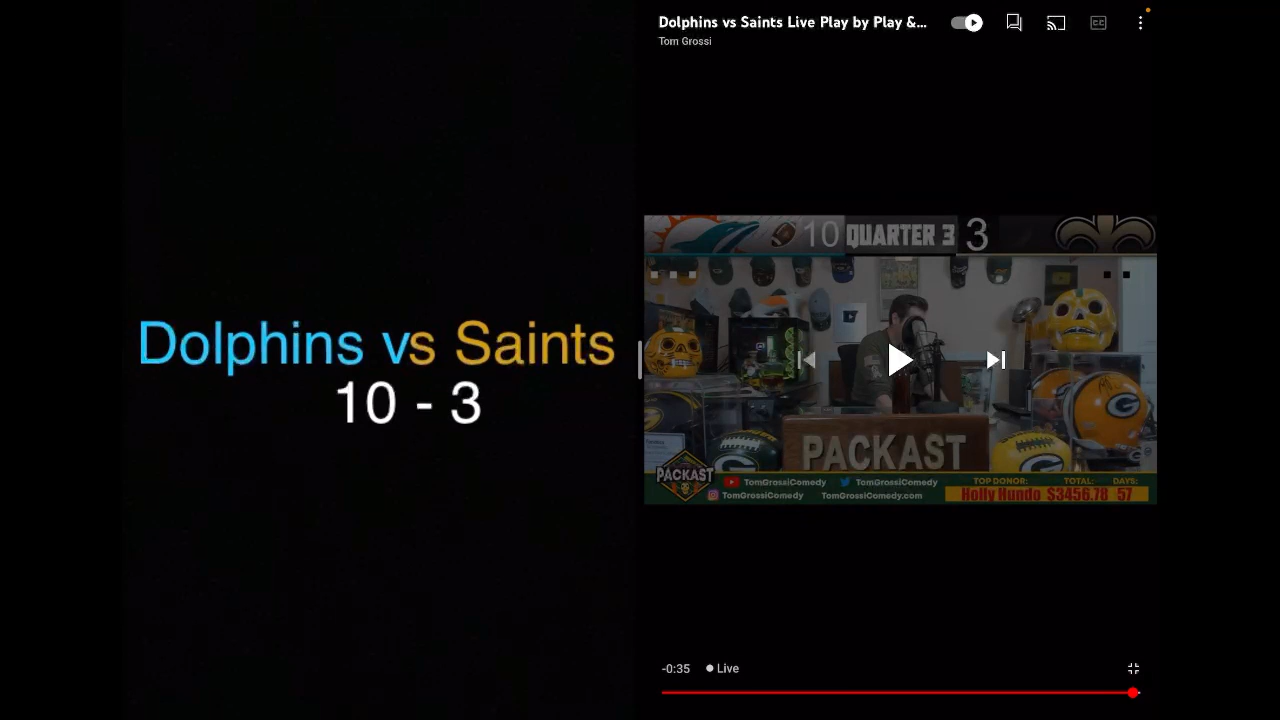 Dolphins vs Saints
10 - 3
Dolphins vs Saints Live Play by Play &...
Tom Grossi
CC
10 QUARTER 3 3
PACKAST
PACKAST
TomGrossiComedy TomGrossiComedy
TomGrossiComedy TomGrossiComedy.com
TOP DONOR: TOTAL: DAYS:
Holly Hundo $3456.78 57
-0:35 Live